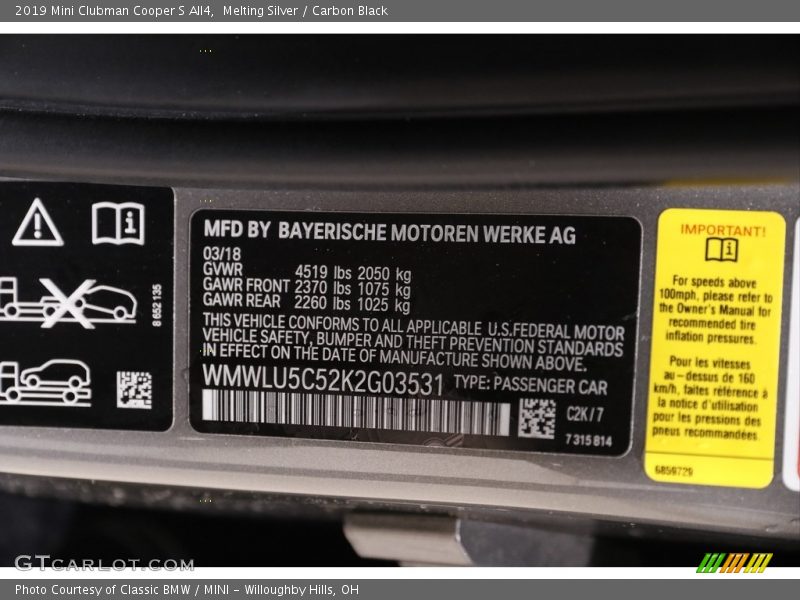 2019 Mini Clubman Cooper S All4, Melting Silver / Carbon Black
8 652 135
MFD BY BAYERISCHE MOTOREN WERKE AG
03/18
GVWR 4519 lbs 2050 kg
GAWR FRONT 2370 lbs 1075 kg
GAWR REAR 2260 lbs 1025 kg
THIS VEHICLE CONFORMS TO ALL APPLICABLE U.S.FEDERAL MOTOR
VEHICLE SAFETY, BUMPER AND THEFT PREVENTION STANDARDS
IN EFFECT ON THE DATE OF MANUFACTURE SHOWN ABOVE.
WMWLU5C52K2G03531 TYPE: PASSENGER CAR
C2K/7
7 315 814
IMPORTANT!
For speeds above
100mph, please refer to
the Owner's Manual for
recommended tire
inflation pressures.
Pour les vitesses
au-dessus de 160
km/h, faites référence à
la notice d'utilisation
pour les pressions des
pneus recommandées.
6859729
GTcarlot.com
Photo Courtesy of Classic BMW / MINI - Willoughby Hills, OH